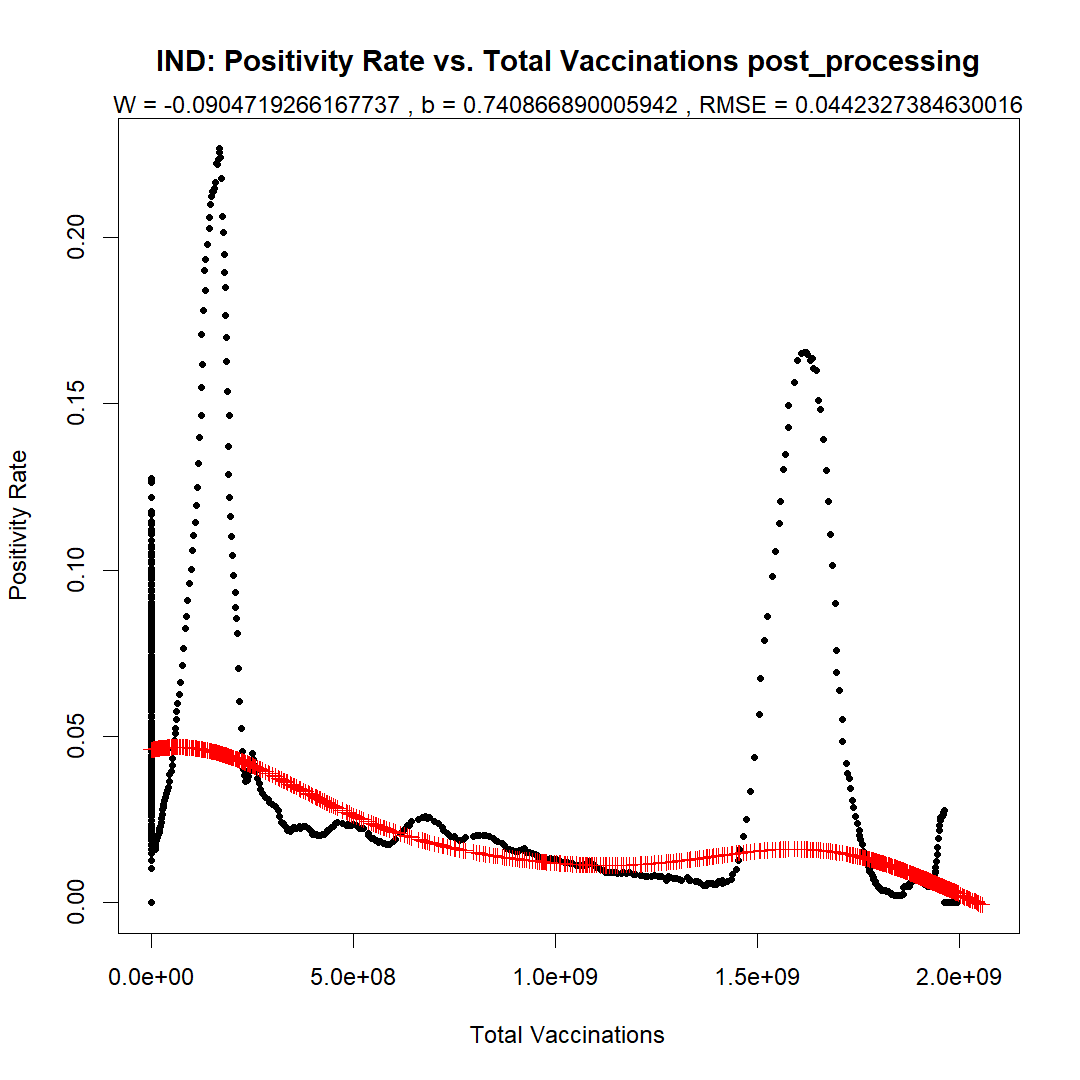 IND: Positivity Rate vs. Total Vaccinations post_processing
W = -0.0904719266167737 , b = 0.740866890005942 , RMSE = 0.0442327384630016
Positivity Rate
0.20
0.15
0.10
0.05
0.00
0.0e+00
5.0e+08
1.0e+09
1.5e+09
2.0e+09
Total Vaccinations